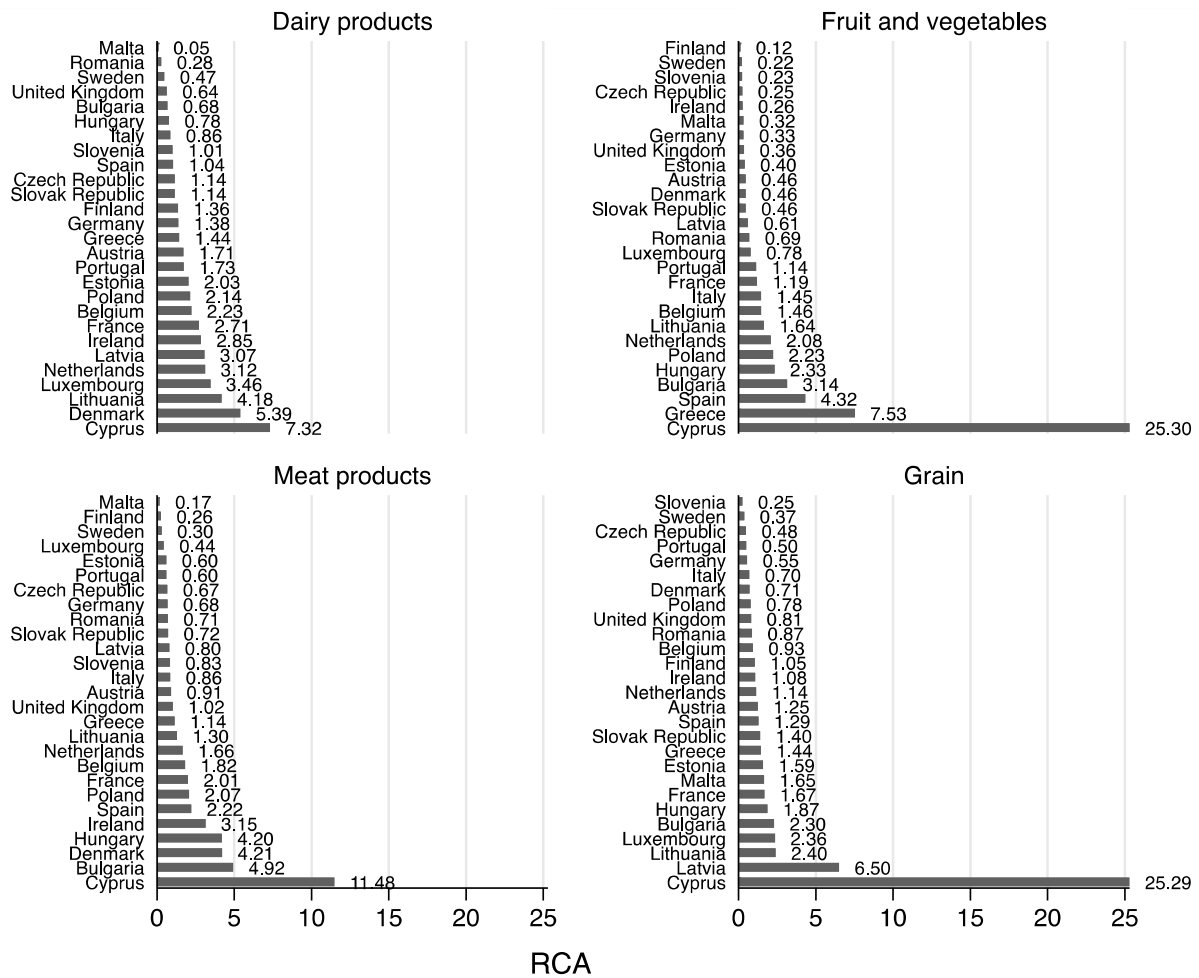 Dairy products
Malta 0.05
Romania 0.28
Sweden 0.47
United Kingdom 0.64
Bulgaria 0.68
Hungary 0.78
Italy 0.86
Slovenia 1.01
Spain 1.04
Czech Republic 1.14
Slovak Republic 1.14
Finland 1.36
Germany 1.38
Greece 1.44
Austria 1.71
Portugal 1.73
Estonia 2.03
Poland 2.14
Belgium 2.23
France 2.71
Ireland 2.85
Latvia 3.07
Netherlands 3.12
Luxembourg 3.46
Lithuania 4.18
Denmark 5.39
Cyprus 7.32
Fruit and vegetables
Finland 0.12
Sweden 0.22
Slovenia 0.23
Czech Republic 0.25
Ireland 0.26
Malta 0.32
Germany 0.33
United Kingdom 0.36
Estonia 0.40
Austria 0.46
Denmark 0.46
Slovak Republic 0.46
Latvia 0.61
Romania 0.69
Luxembourg 0.78
Portugal 1.14
France 1.19
Italy 1.45
Belgium 1.46
Lithuania 1.64
Netherlands 2.08
Poland 2.23
Hungary 2.33
Bulgaria 3.14
Spain 4.32
Greece 7.53
Cyprus 25.30
Meat products
Malta 0.17
Finland 0.26
Sweden 0.30
Luxembourg 0.44
Estonia 0.60
Portugal 0.60
Czech Republic 0.67
Germany 0.68
Romania 0.71
Slovak Republic 0.72
Latvia 0.80
Slovenia 0.83
Italy 0.86
Austria 0.91
United Kingdom 1.02
Greece 1.14
Lithuania 1.30
Netherlands 1.66
Belgium 1.82
France 2.01
Poland 2.07
Spain 2.22
Ireland 3.15
Hungary 4.20
Denmark 4.21
Bulgaria 4.92
Cyprus 11.48
0 5 10 15 20 25
Grain
Slovenia 0.25
Sweden 0.37
Czech Republic 0.48
Portugal 0.50
Germany 0.55
Italy 0.70
Denmark 0.71
Poland 0.78
United Kingdom 0.81
Romania 0.87
Belgium 0.93
Finland 1.05
Ireland 1.08
Netherlands 1.14
Austria 1.25
Spain 1.29
Slovak Republic 1.40
Greece 1.44
Estonia 1.59
Malta 1.65
France 1.67
Hungary 1.87
Bulgaria 2.30
Luxembourg 2.36
Lithuania 2.40
Latvia 6.50
Cyprus 25.29
0 5 10 15 20 25
RCA